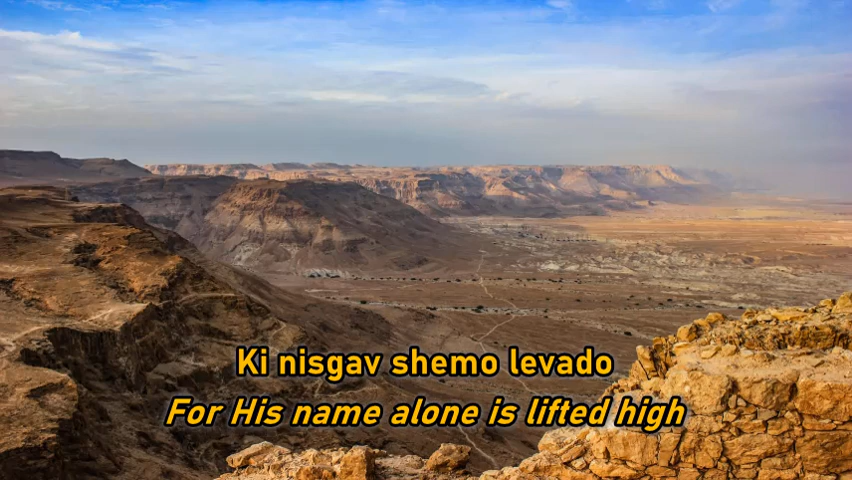 Ki nisgav shemo levado
For His name alone is lifted high